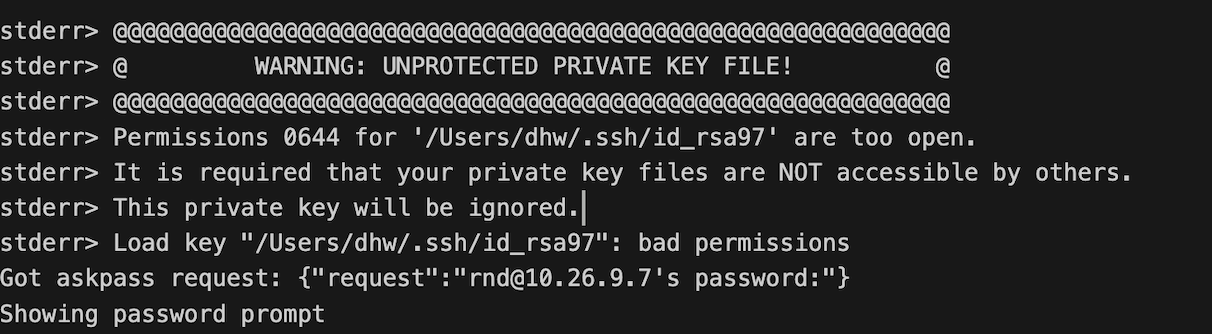 stderr> @@@@@@@@@@@@@@@@@@@@@@@@@@@@@@@@@@@@@@@@@@@@@@@@@@@@@@@@@@@
stderr> @         WARNING: UNPROTECTED PRIVATE KEY FILE!          @
stderr> @@@@@@@@@@@@@@@@@@@@@@@@@@@@@@@@@@@@@@@@@@@@@@@@@@@@@@@@@@@
stderr> Permissions 0644 for '/Users/dhw/.ssh/id_rsa97' are too open.
stderr> It is required that your private key files are NOT accessible by others.
stderr> This private key will be ignored.
stderr> Load key "/Users/dhw/.ssh/id_rsa97": bad permissions
Got askpass request: {"request":"rnd@10.26.9.7's password:"}
Showing password prompt